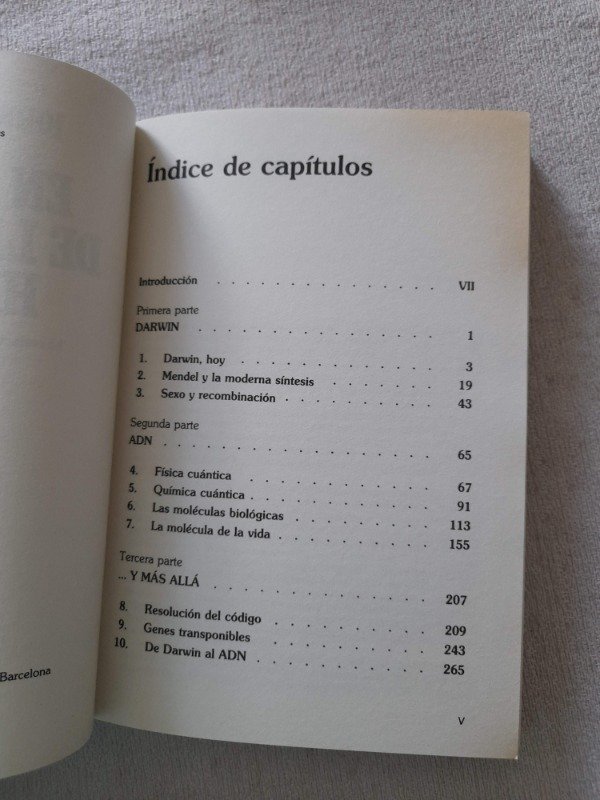 Índice de capítulos
Introducción . . . . . . . . . . . . . . . VII
Primera parte
DARWIN . . . . . . . . . . . . . . . 1
1. Darwin, hoy . . . . . . . . . . . . . 3
2. Mendel y la moderna síntesis . . . . . . . 19
3. Sexo y recombinación . . . . . . . . . 43
Segunda parte
ADN . . . . . . . . . . . . . . . . 65
4. Física cuántica . . . . . . . . . . . . 67
5. Química cuántica . . . . . . . . . . . 91
6. Las moléculas biológicas . . . . . . . . 113
7. La molécula de la vida . . . . . . . . . 155
Tercera parte
... Y MÁS ALLÁ . . . . . . . . . . . . 207
8. Resolución del código . . . . . . . . . 209
9. Genes transponibles . . . . . . . . . . 243
10. De Darwin al ADN . . . . . . . . . . 265
Barcelona
V